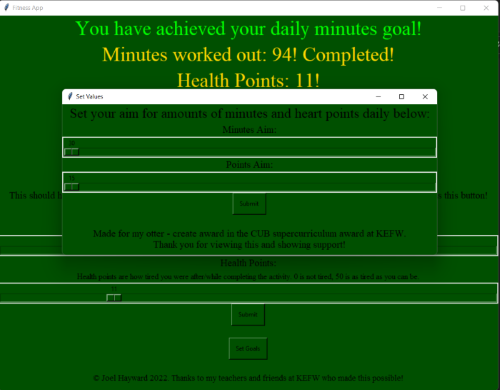 Fitness App
You have achieved your daily minutes goal!
Minutes worked out: 94! Completed!
Health Points: 11!
Set Values
Set your aim for amounts of minutes and heart points daily below:
Minutes Aim:
Points Aim:
Submit
This should
this button!
Made for my otter - create award in the CUB supercurriculum award at KEFW.
Thank you for viewing this and showing support!
Health Points:
Health points are how tired you were after while completing the activity. 0 is not tired, 50 is as tired as you can be.
11
Submit
Set Goals
© Joel Hayward 2022. Thanks to my teachers and friends at KEFW who made this possible!